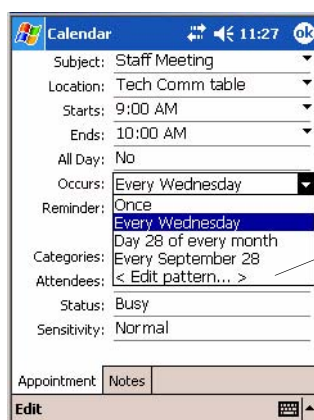 Calendar 11:27 ok
Subject: Staff Meeting
Location: Tech Comm table
Starts: 9:00 AM
Ends: 10:00 AM
All Day: No
Occurs: Every Wednesday
Reminder: Once
Every Wednesday
Day 28 of every month
Categories: Every September 28
Attendees: < Edit pattern... >
Status: Busy
Sensitivity: Normal
Appointment Notes
Edit